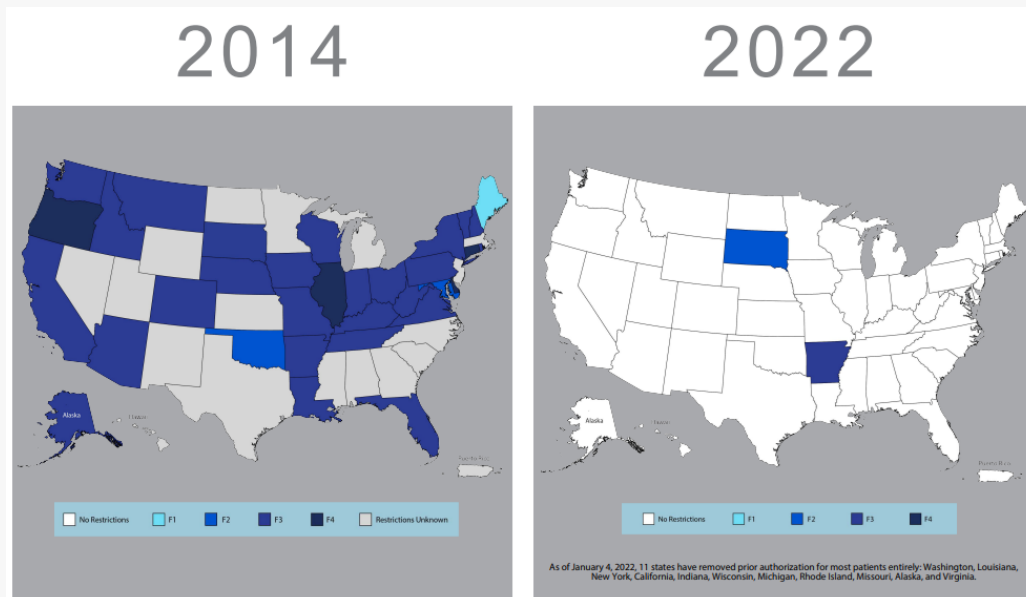 2014
2022
Alaska
Alaska
Puerto Rico
No Restrictions
F1
F2
F3
F4
Restrictions Unknown
No Restrictions
F1
F2
F3
F4
As of January 4, 2022, 11 states have removed prior authorization for most patients entirely: Washington, Louisiana,
New York, California, Indiana, Wisconsin, Michigan, Rhode Island, Missouri, Alaska, and Virginia.